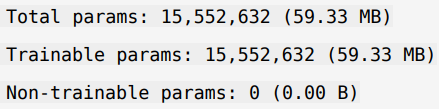 Total params: 15,552,632 (59.33 MB)
Trainable params: 15,552,632 (59.33 MB)
Non-trainable params: 0 (0.00 B)